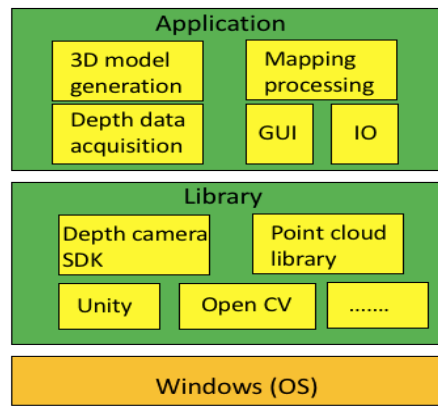 Application
3D model
generation
Mapping
processing
Depth data
acquisition
GUI
IO
Library
Depth camera
SDK
Point cloud
library
Unity
Open CV
.......
Windows (OS)